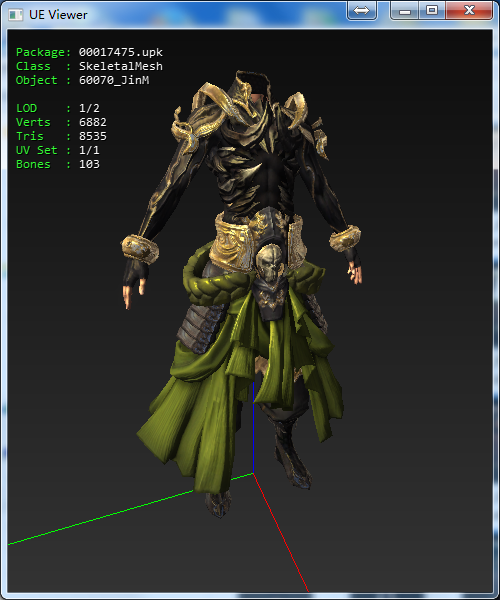 UE Viewer
Package: 00017475.upk
Class  : SkeletalMesh
Object : 60070_JinM
LOD    : 1/2
Verts  : 6882
Tris   : 8535
UV Set : 1/1
Bones  : 103